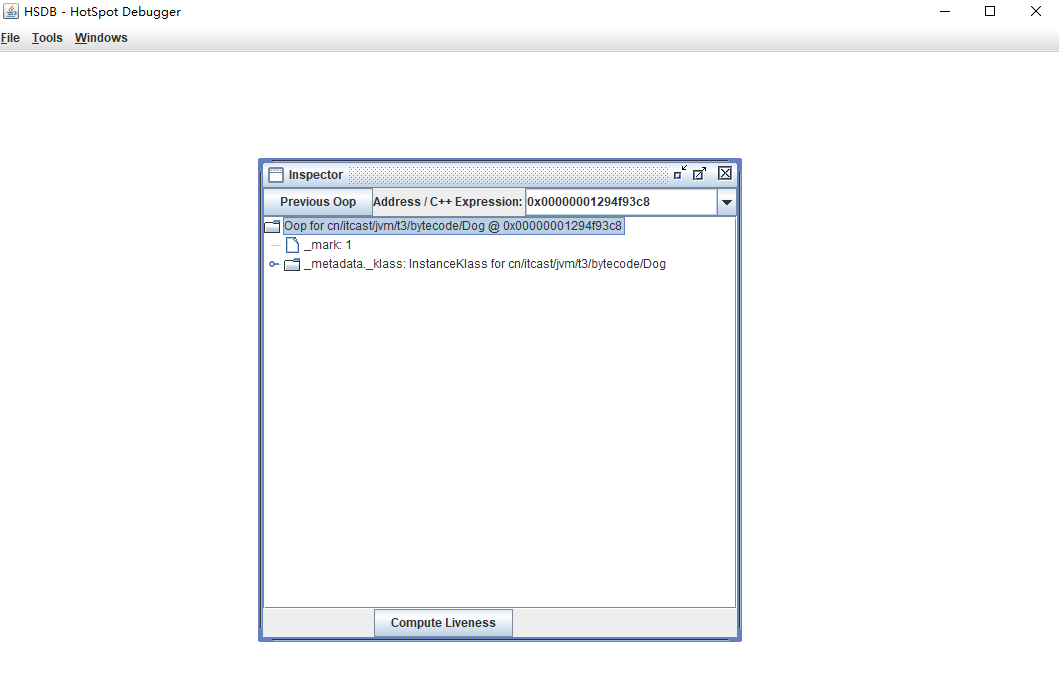 HSDB - HotSpot Debugger
File Tools Windows
Inspector
Previous Oop Address / C++ Expression: 0x00000001294f93c8
Oop for cn/itcast/jvm/t3/bytecode/Dog @ 0x00000001294f93c8
_mark: 1
_metadata._klass: InstanceKlass for cn/itcast/jvm/t3/bytecode/Dog
Compute Liveness